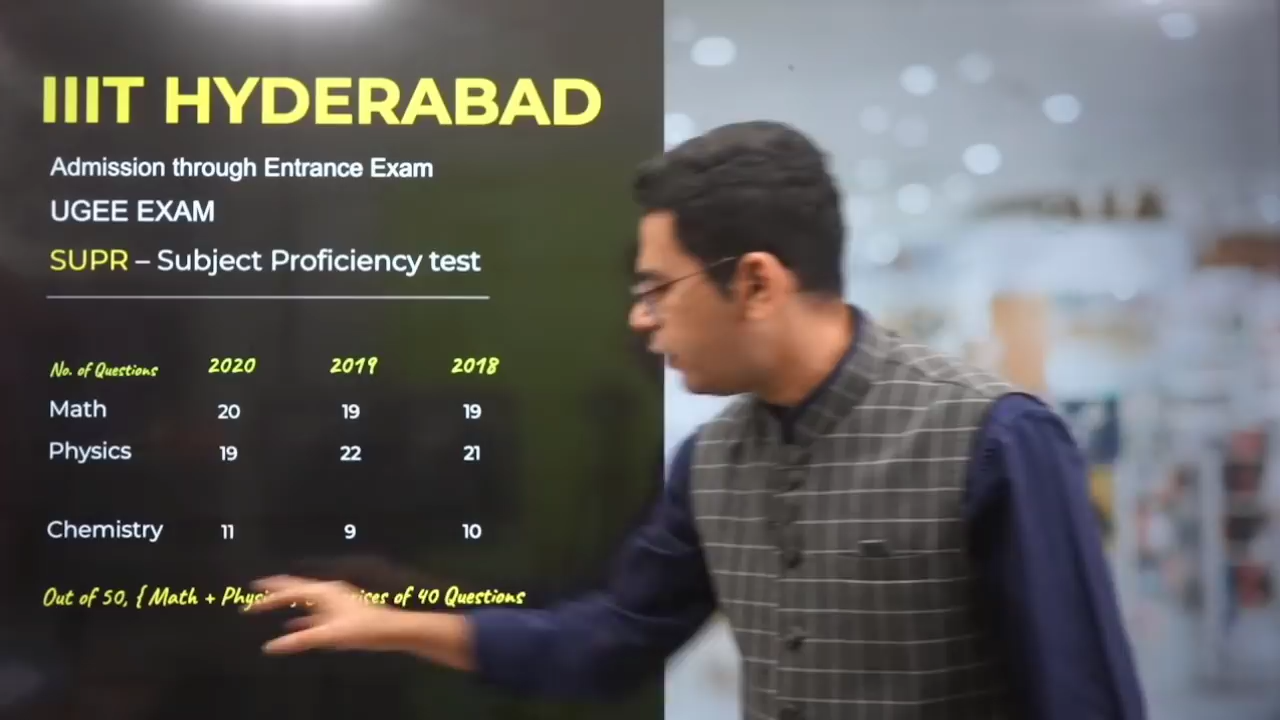 IIIT HYDERABAD
Admission through Entrance Exam
UGEE EXAM
SUPR – Subject Proficiency test
No. of Questions 2020 2019 2018
Math 20 19 19
Physics 19 22 21
Chemistry 11 9 10
Out of 50, { Math + of 40 Questions